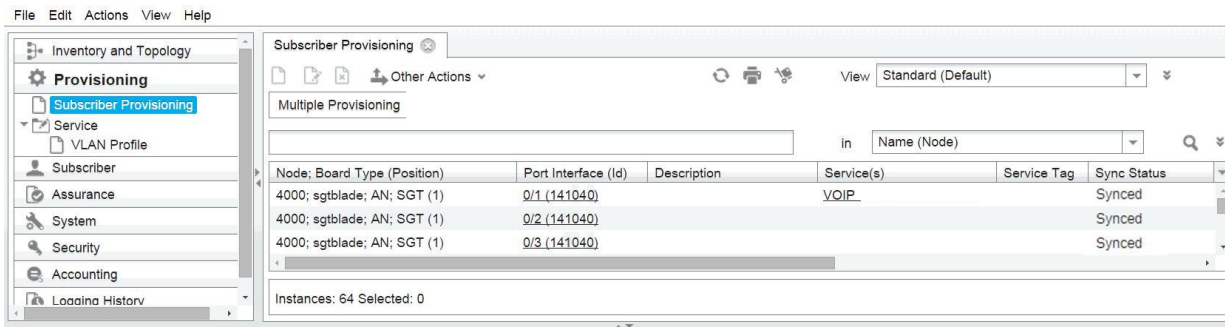 File Edit Actions View Help
Inventory and Topology
Provisioning
Subscriber Provisioning
Service
VLAN Profile
Subscriber
Assurance
System
Security
Accounting
Logging History
Subscriber Provisioning
Other Actions
View Standard (Default)
Multiple Provisioning
in Name (Node)
Node; Board Type (Position) Port Interface (Id) Description Service(s) Service Tag Sync Status
4000; sgtblade; AN; SGT (1) 0/1 (141040) VOIP Synced
4000; sgtblade; AN; SGT (1) 0/2 (141040) Synced
4000; sgtblade; AN; SGT (1) 0/3 (141040) Synced
Instances: 64 Selected: 0